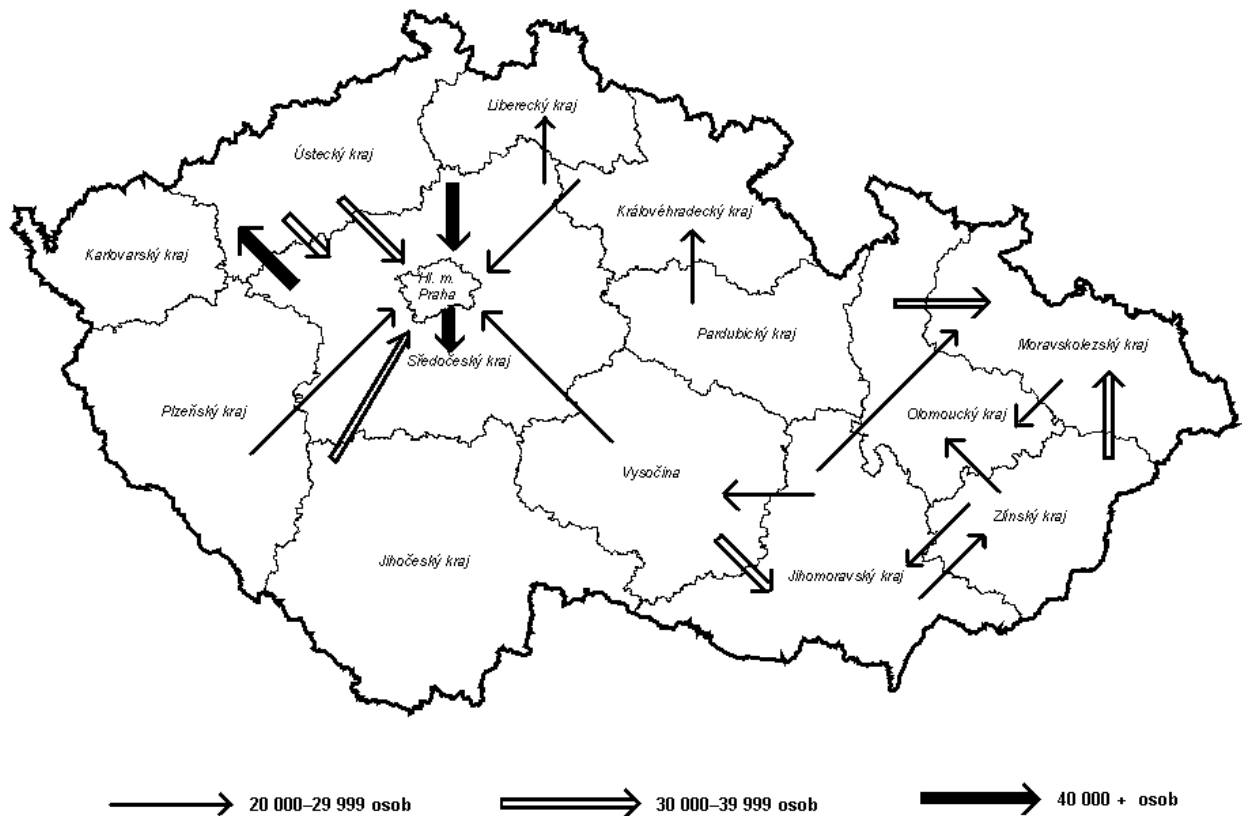 Liberecký kraj
Ústecký kraj
Královéhradecký kraj
Karlovarský kraj
Hl. m.
Praha
Pardubický kraj
Moravskolezský kraj
Středočeský kraj
Plzeňský kraj
Olomoucký kraj
Vysočina
Zlínský kraj
Jihočeský kraj
Jihomoravský kraj
20 000–29 999 osob
30 000–39 999 osob
40 000 + osob